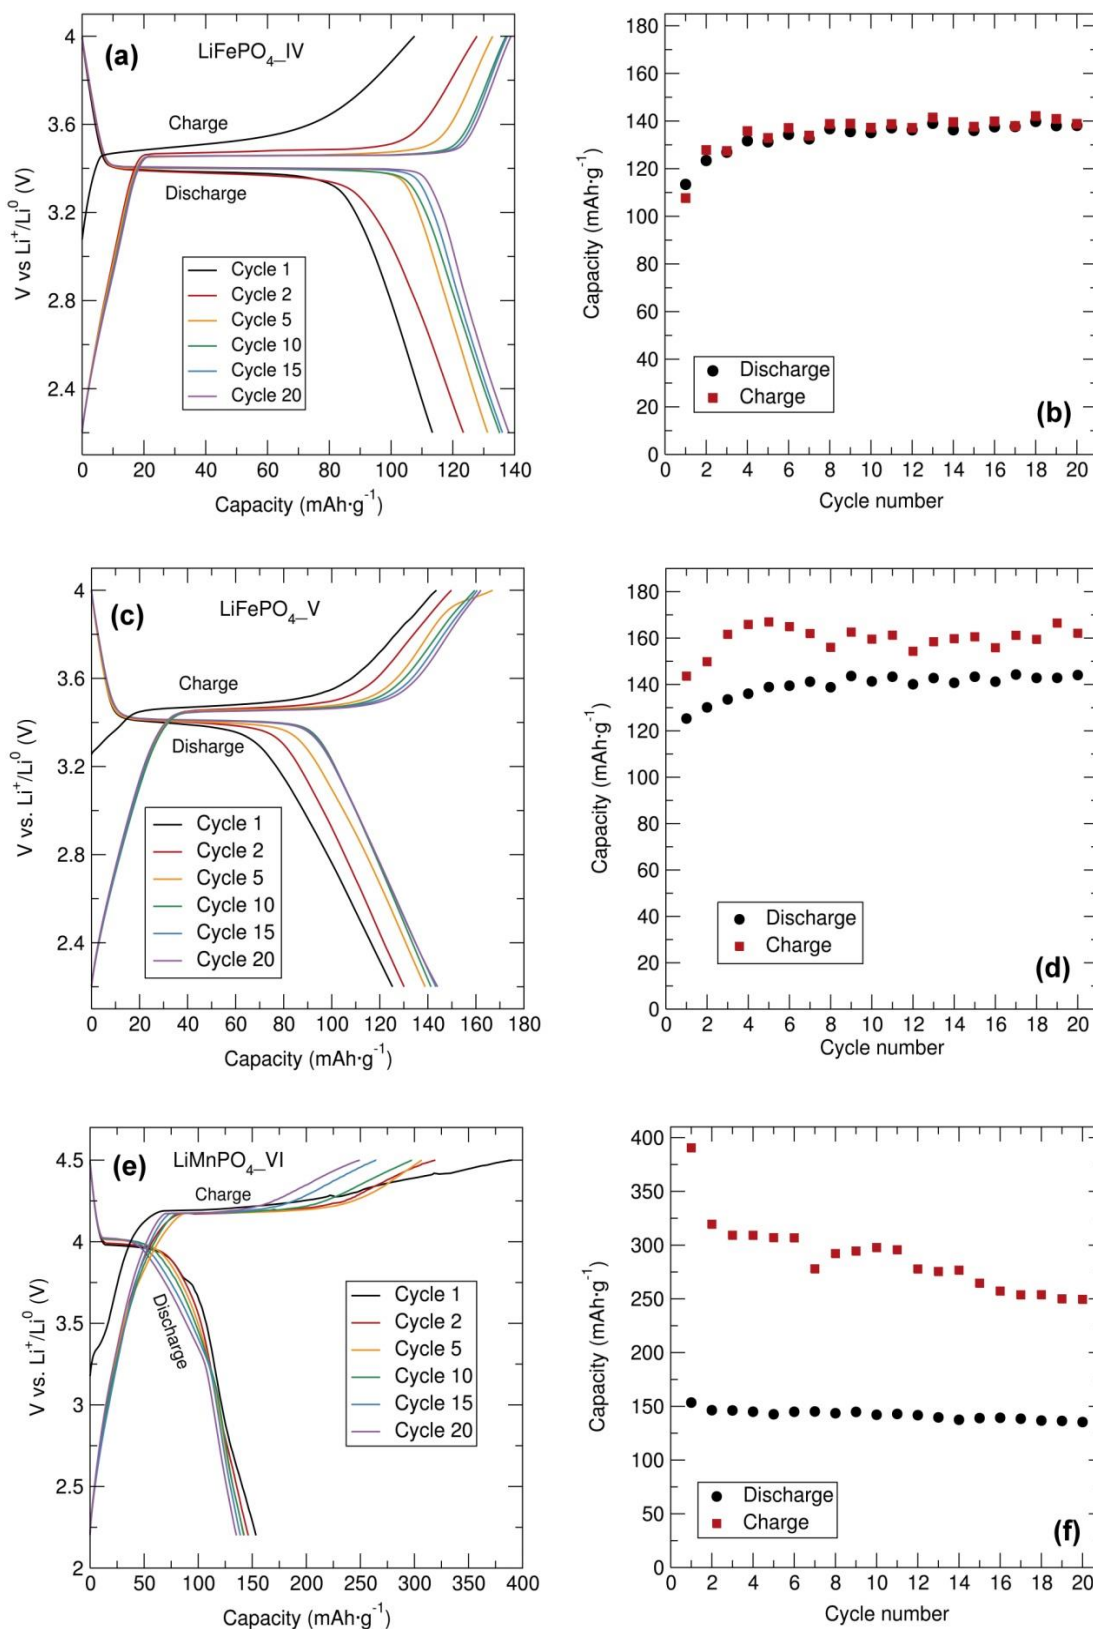 (a)
LiFePO4_IV
4
3.6
3.2
2.8
2.4
V vs Li+/Li0 (V)
Charge
Discharge
Cycle 1
Cycle 2
Cycle 5
Cycle 10
Cycle 15
Cycle 20
0 20 40 60 80 100 120 140
Capacity (mAh·g-1)
180
160
140
120
100
80
60
40
20
0
Capacity (mAh·g-1)
Discharge
Charge
(b)
0 2 4 6 8 10 12 14 16 18 20
Cycle number
(c)
LiFePO4_V
4
3.6
3.2
2.8
2.4
V vs. Li+/Li0 (V)
Charge
Disharge
Cycle 1
Cycle 2
Cycle 5
Cycle 10
Cycle 15
Cycle 20
0 20 40 60 80 100 120 140 160 180
Capacity (mAh·g-1)
180
160
140
120
100
80
60
40
20
0
Capacity (mAh·g-1)
Discharge
Charge
(d)
0 2 4 6 8 10 12 14 16 18 20
Cycle number
(e)
LiMnPO4_VI
4.5
4
3.5
3
2.5
2
V vs. Li+/Li0 (V)
Charge
Discharge
Cycle 1
Cycle 2
Cycle 5
Cycle 10
Cycle 15
Cycle 20
0 50 100 150 200 250 300 350 400
Capacity (mAh·g-1)
400
350
300
250
200
150
100
50
0
Capacity (mAh·g-1)
Discharge
Charge
(f)
0 2 4 6 8 10 12 14 16 18 20
Cycle number